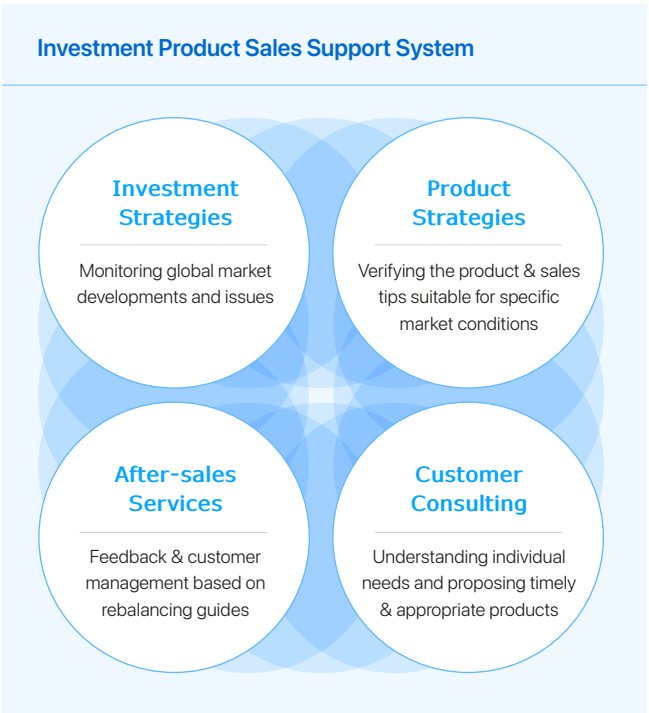 Investment Product Sales Support System
Investment
Strategies
Monitoring global market
developments and issues
Product
Strategies
Verifying the product & sales
tips suitable for specific
market conditions
After-sales
Services
Feedback & customer
management based on
rebalancing guides
Customer
Consulting
Understanding individual
needs and proposing timely
& appropriate products